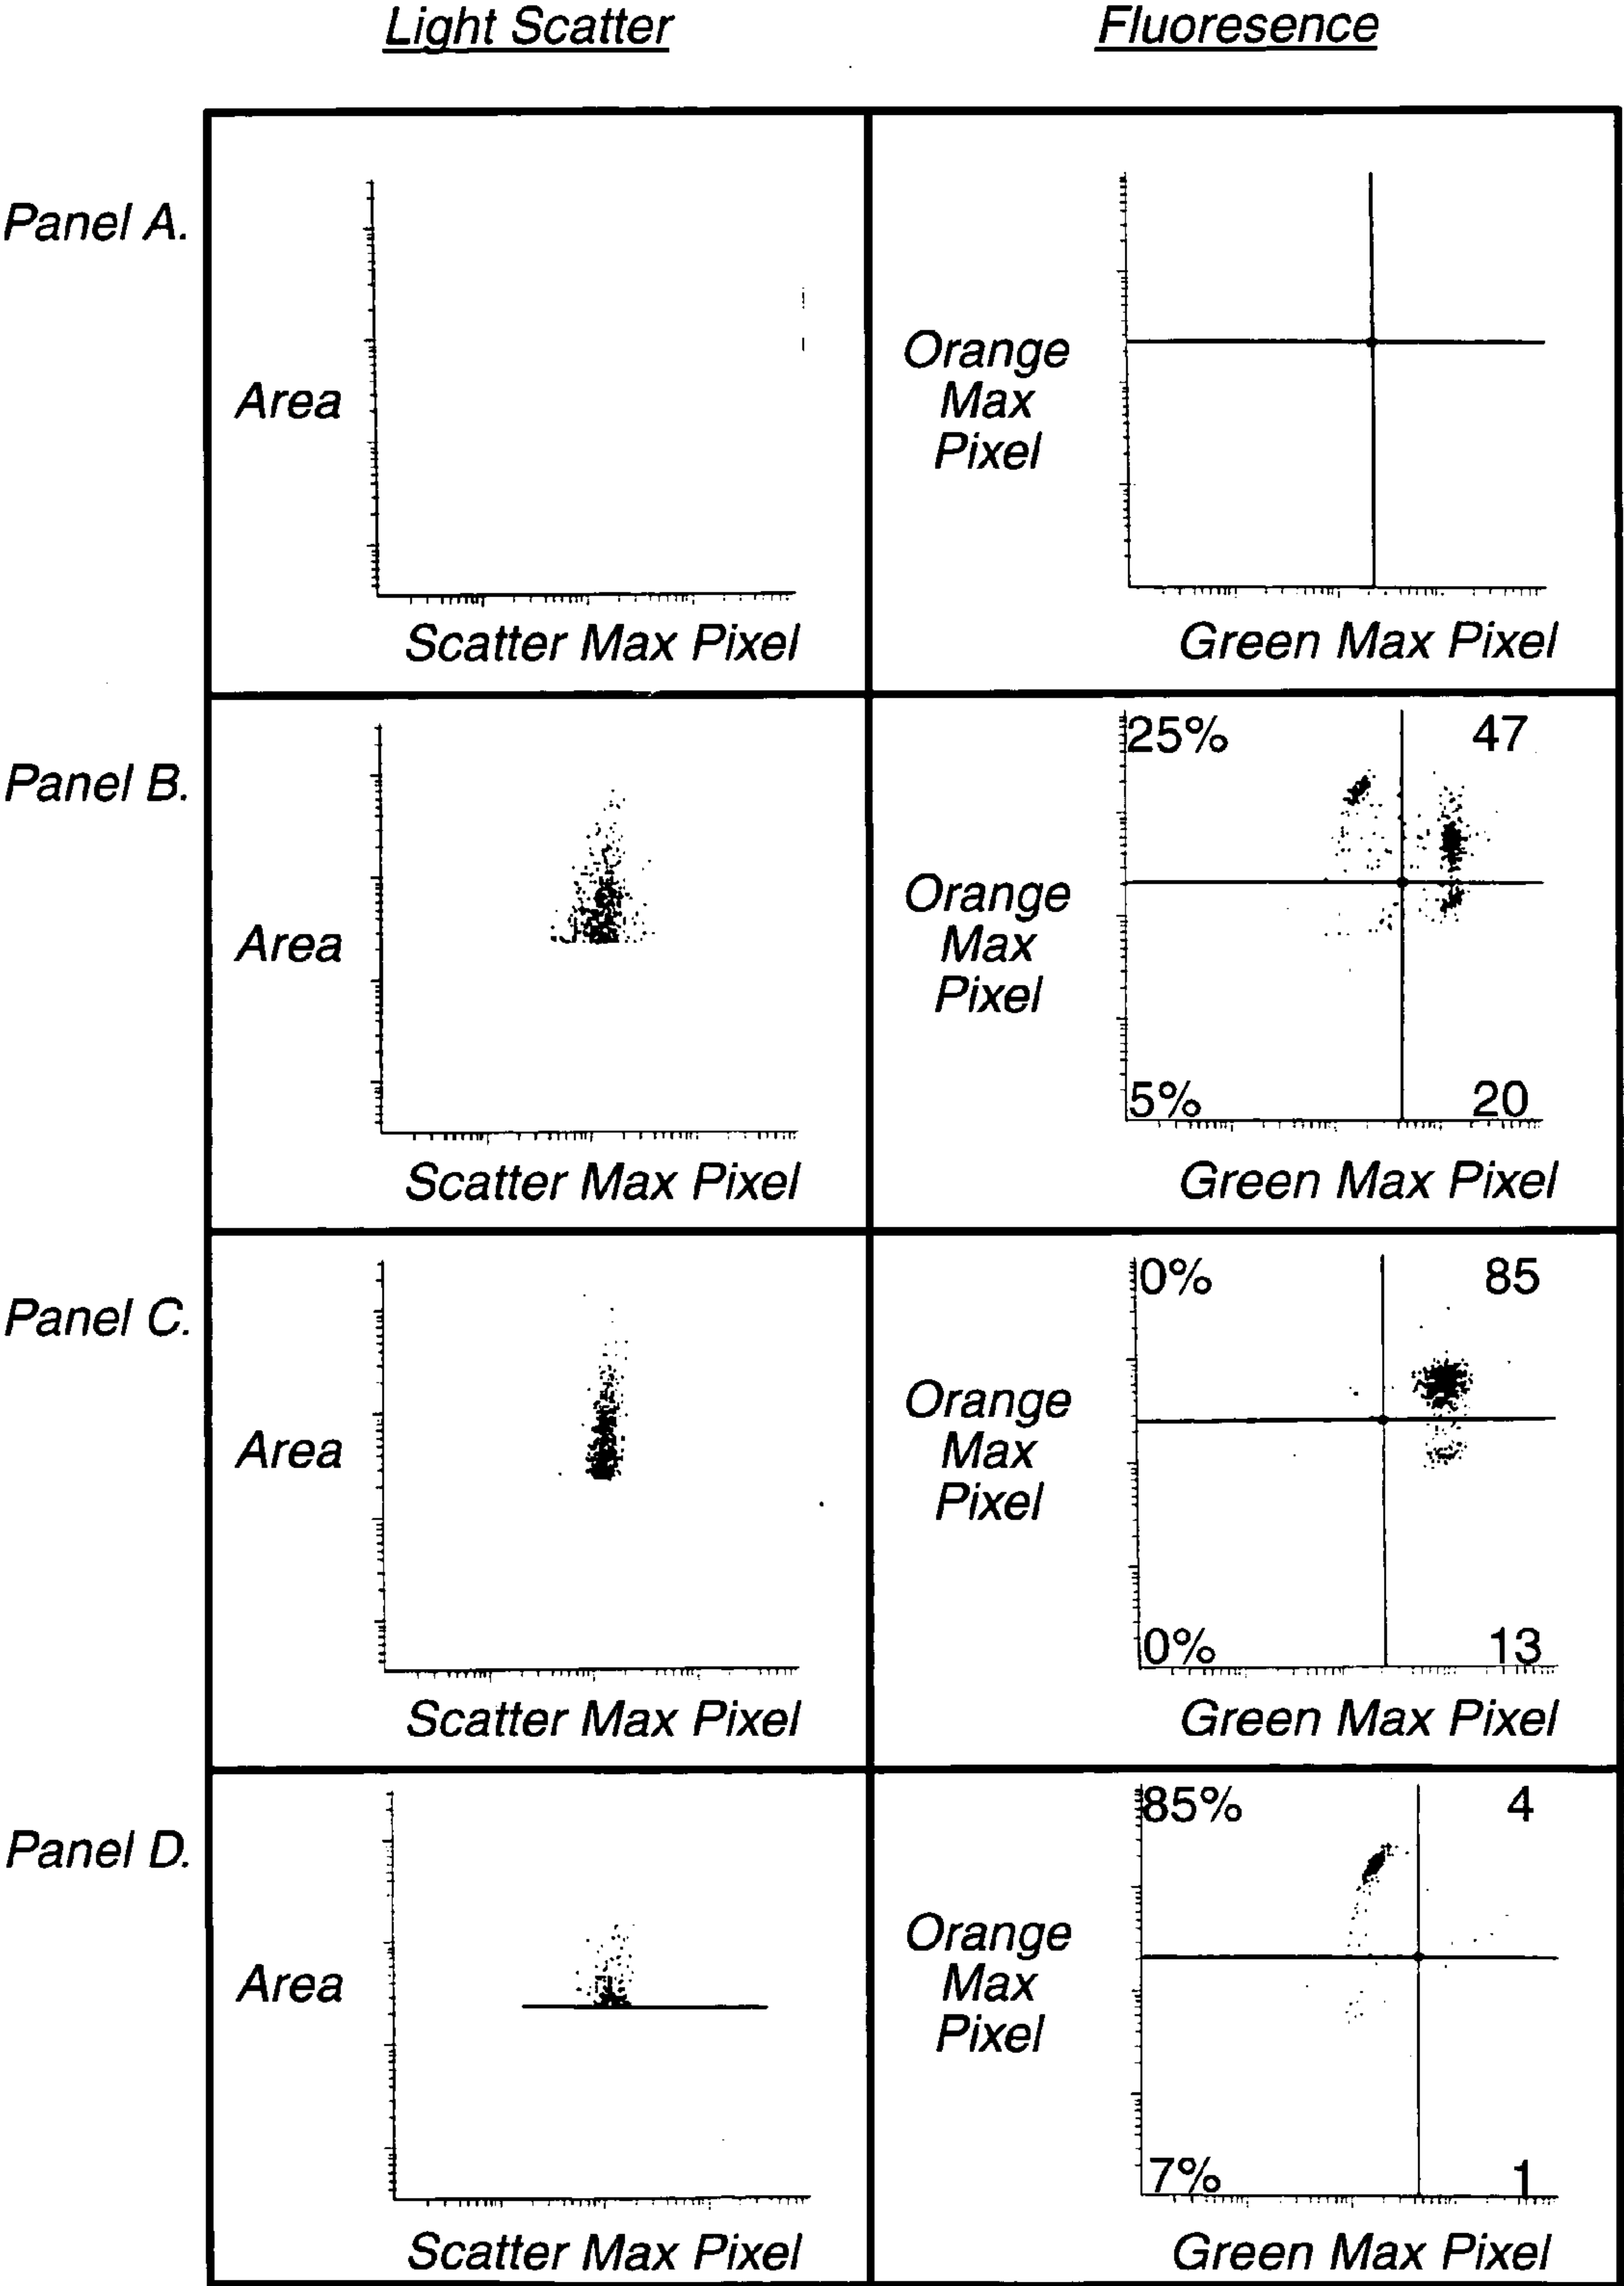 Light Scatter
Fluoresence
Panel A.
Area
Scatter Max Pixel
Orange
Max
Pixel
Green Max Pixel
Panel B.
Area
Scatter Max Pixel
25%
47
Orange
Max
Pixel
5%
20
Green Max Pixel
Panel C.
Area
Scatter Max Pixel
0%
85
Orange
Max
Pixel
0%
13
Green Max Pixel
Panel D.
Area
Scatter Max Pixel
85%
4
Orange
Max
Pixel
7%
1
Green Max Pixel